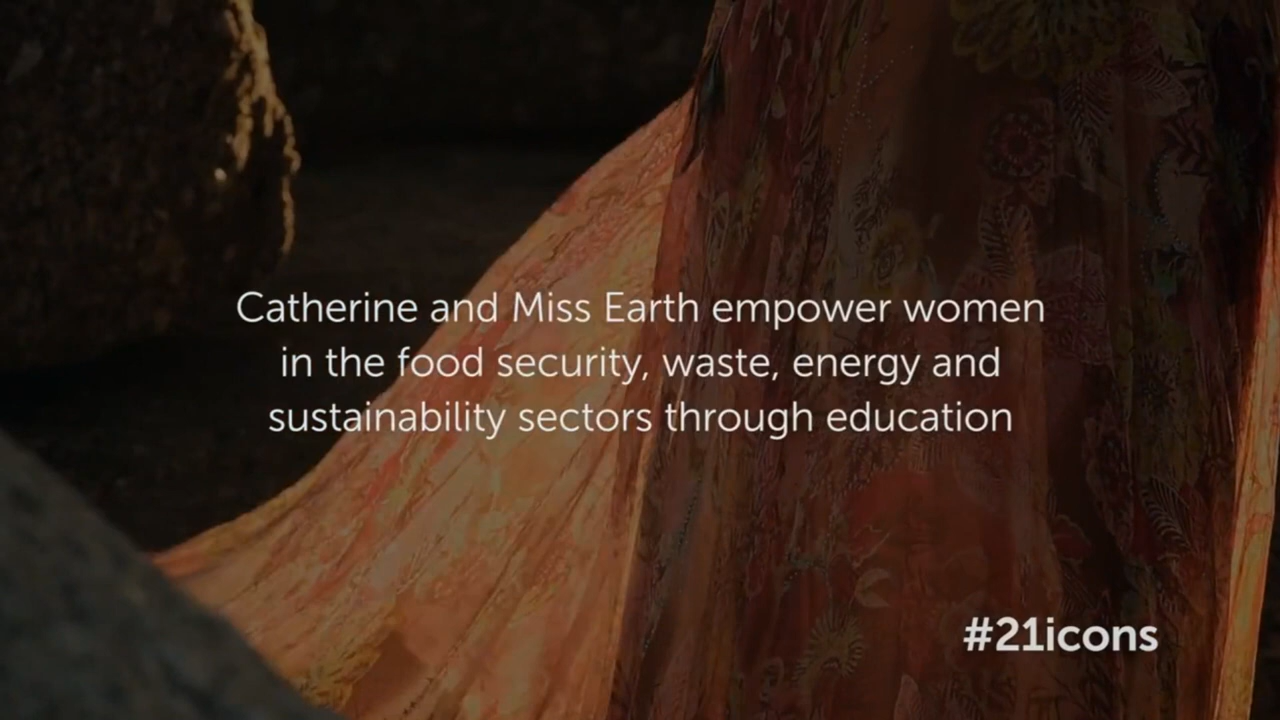 Catherine and Miss Earth empower women
in the food security, waste, energy and
sustainability sectors through education
#21icons